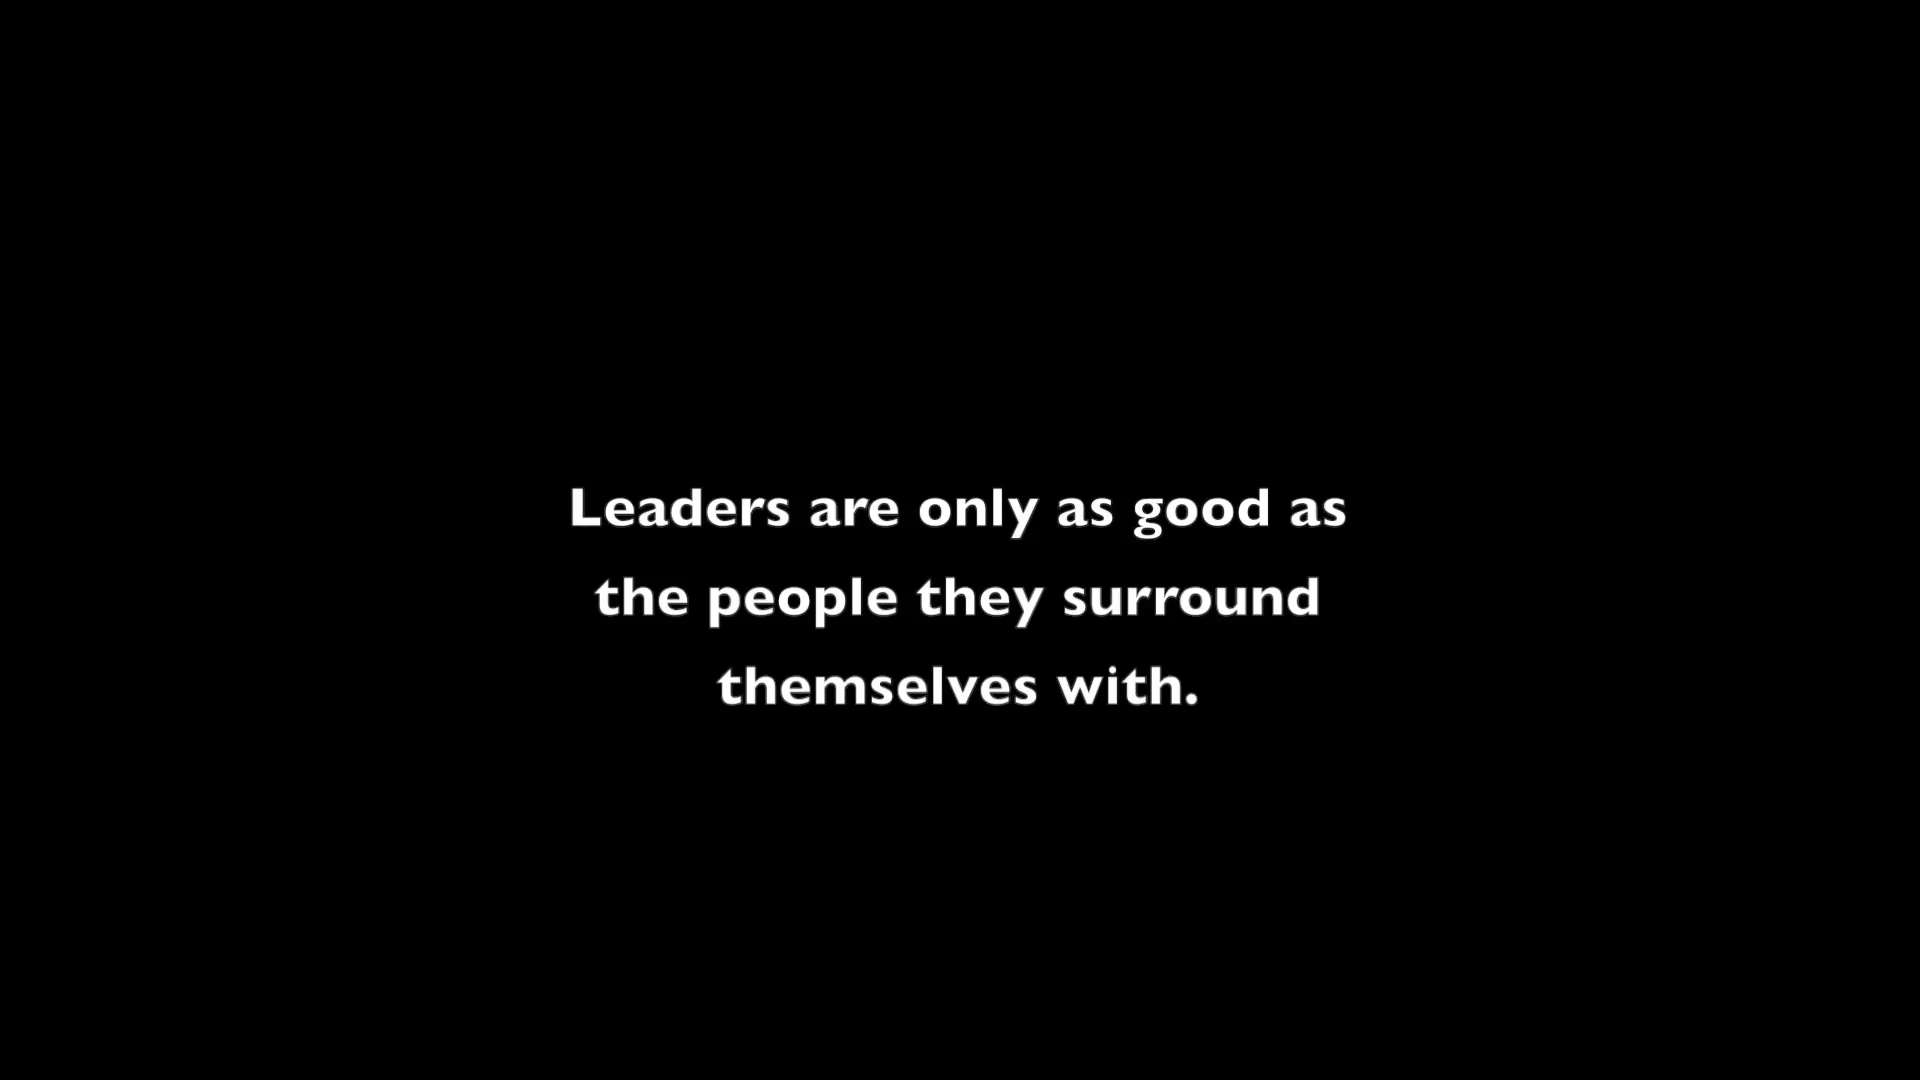 Leaders are only as good as
the people they surround
themselves with.